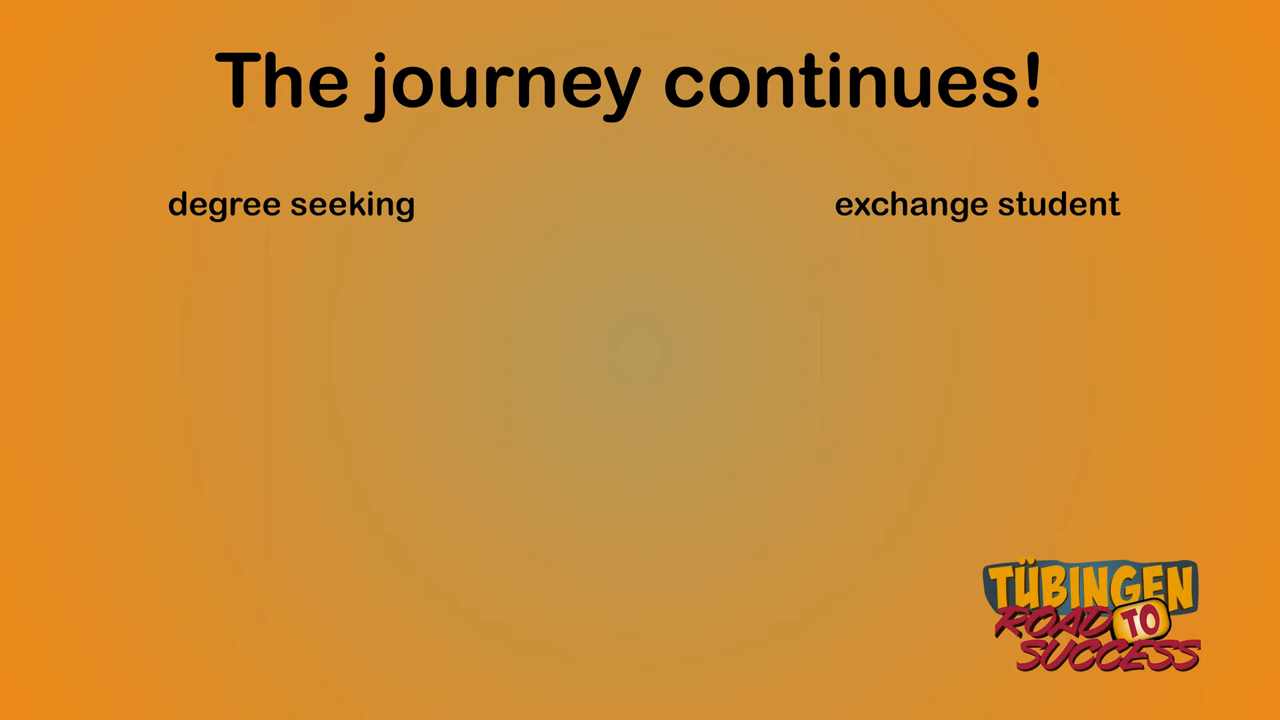 The journey continues!
degree seeking
exchange student
TÜBINGEN
ROAD TO
SUCCESS